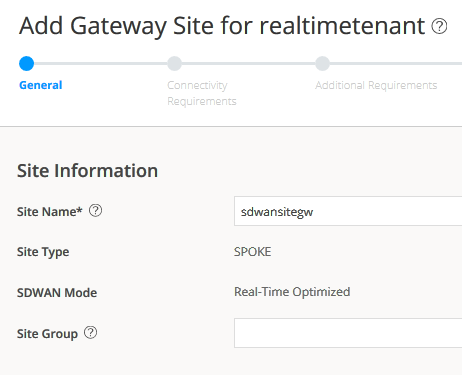 Add Gateway Site for realtimetenant ?
General
Connectivity
Requirements
Additional Requirements
Site Information
Site Name* ? sdwansitegw
Site Type SPOKE
SDWAN Mode Real-Time Optimized
Site Group ?